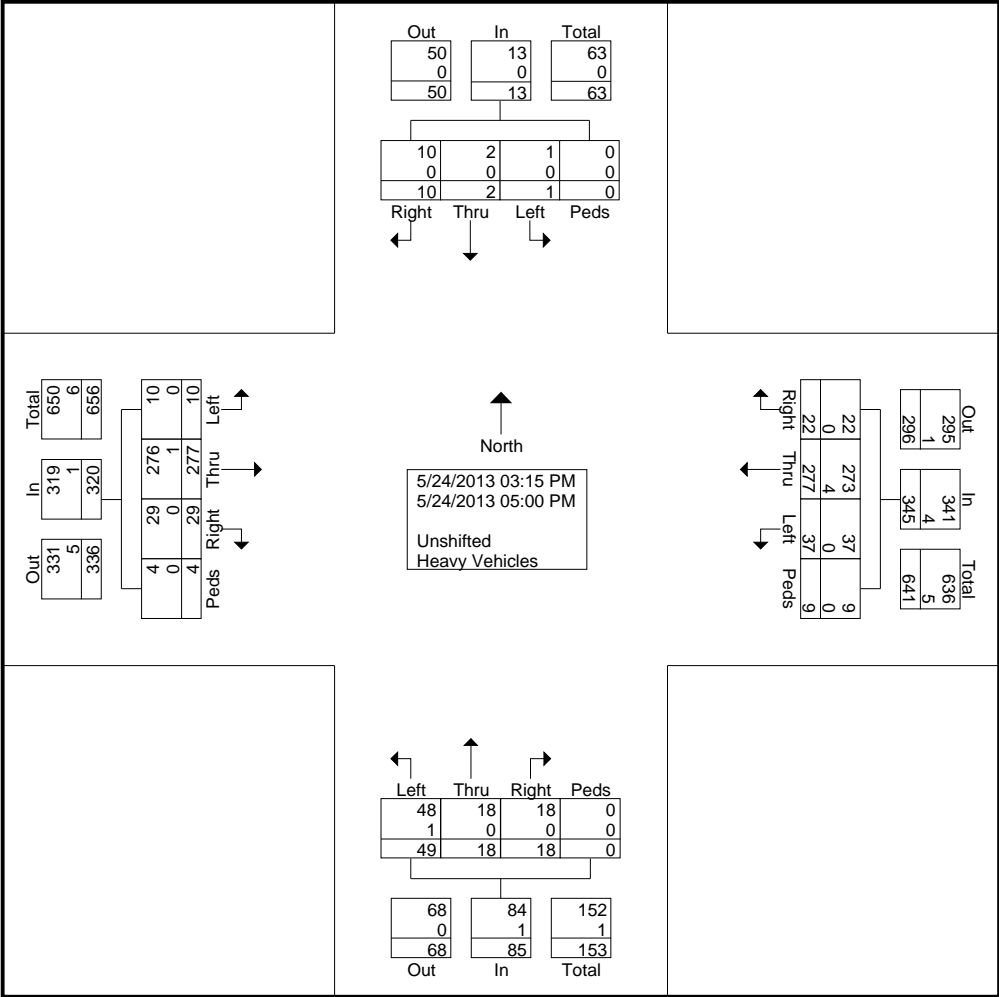 Out In Total
50 13 63
0 0 0
50 13 63
10 2 1 0
0 0 0 0
10 2 1 0
Right Thru Left Peds
Total
650
6
656
In
319
1
320
Out
331
5
336
10
0
10
Left
276
1
277
Thru
29
0
29
Right
4
0
4
Peds
North
5/24/2013 03:15 PM
5/24/2013 05:00 PM
Unshifted
Heavy Vehicles
Right
22
0
22
Thru
277
4
273
Left
37
0
37
Peds
9
0
9
Out
295
1
296
In
341
4
345
Total
636
5
641
Left Thru Right Peds
48 18 18 0
1 0 0 0
49 18 18 0
68 84 152
0 1 1
68 85 153
Out In Total